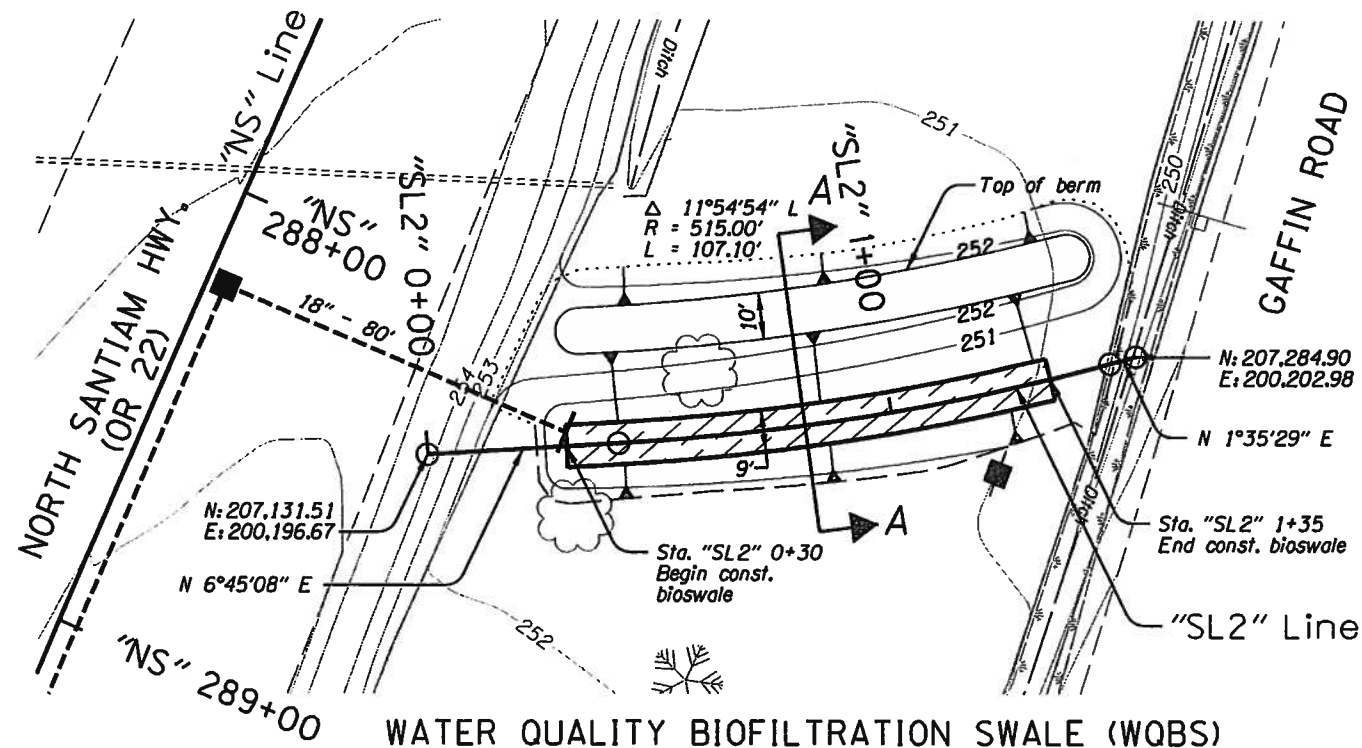 "NS" Line
Ditch
251
Top of berm
A
"SL2" 1+00
Δ 11°54'54" L
R = 515.00'
L = 107.10'
"NS"
288+00
"SL2" 0+00
NORTH SANTIAM HWY.
(OR 22)
18" - 80'
254
253
10'
252
252
251
250
Ditch
GAFFIN ROAD
N: 207,284.90
E: 200,202.98
N 1°35'29" E
9'
A
N: 207,131.51
E: 200,196.67
N 6°45'08" E
Sta. "SL2" 0+30
Begin const.
bioswale
Ditch
Sta. "SL2" 1+35
End const. bioswale
"SL2" Line
252
"NS" 289+00
WATER QUALITY BIOFILTRATION SWALE (WQBS)